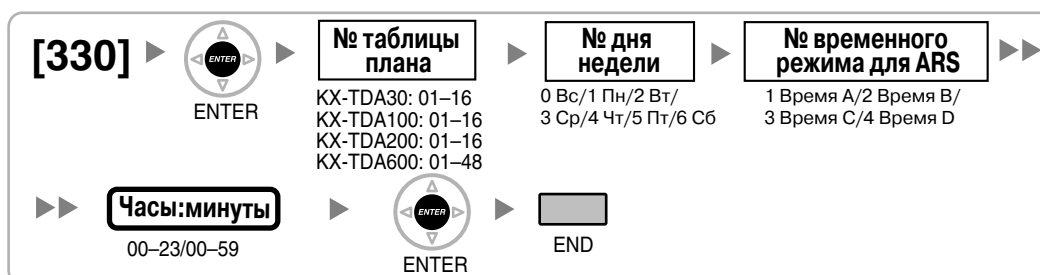 [330]
ENTER
ENTER
№ таблицы
плана
KX-TDA30: 01–16
KX-TDA100: 01–16
KX-TDA200: 01–16
KX-TDA600: 01–48
№ дня
недели
0 Вс/1 Пн/2 Вт/
3 Ср/4 Чт/5 Пт/6 Сб
№ временного
режима для ARS
1 Время A/2 Время B/
3 Время C/4 Время D
Часы:минуты
00–23/00–59
ENTER
ENTER
END